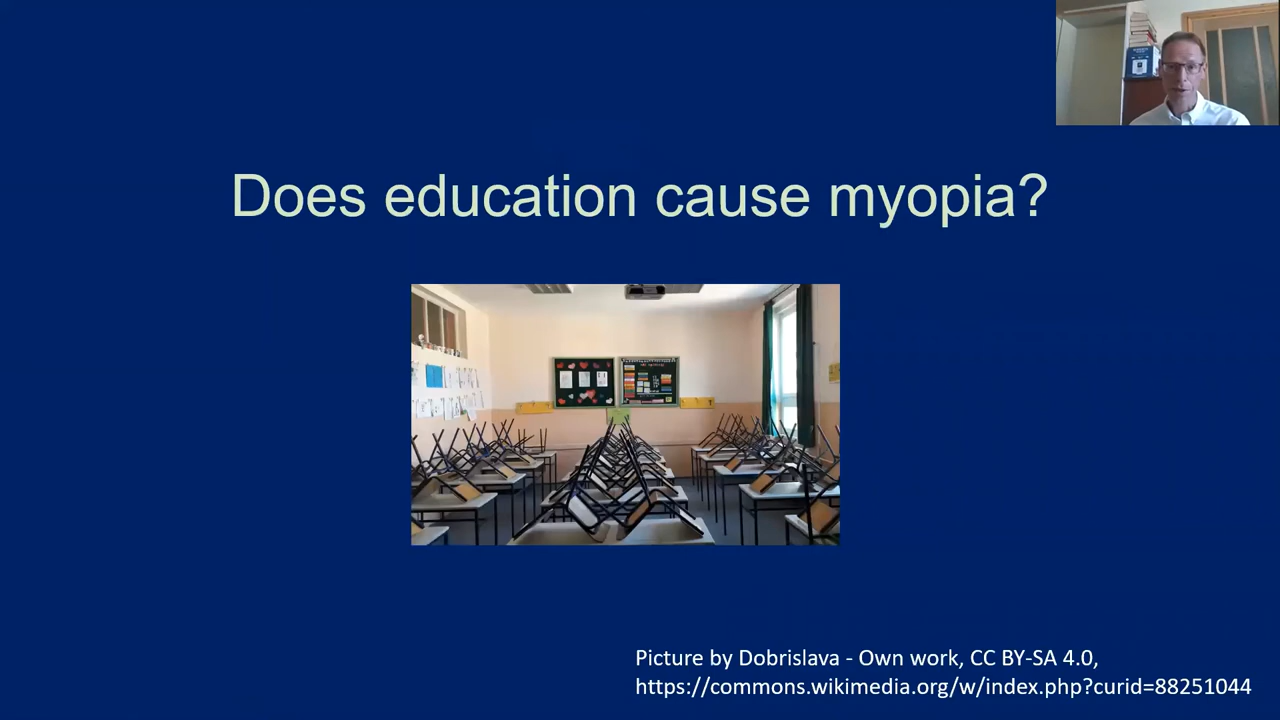 Does education cause myopia?
Picture by Dobrislava - Own work, CC BY-SA 4.0,
https://commons.wikimedia.org/w/index.php?curid=88251044